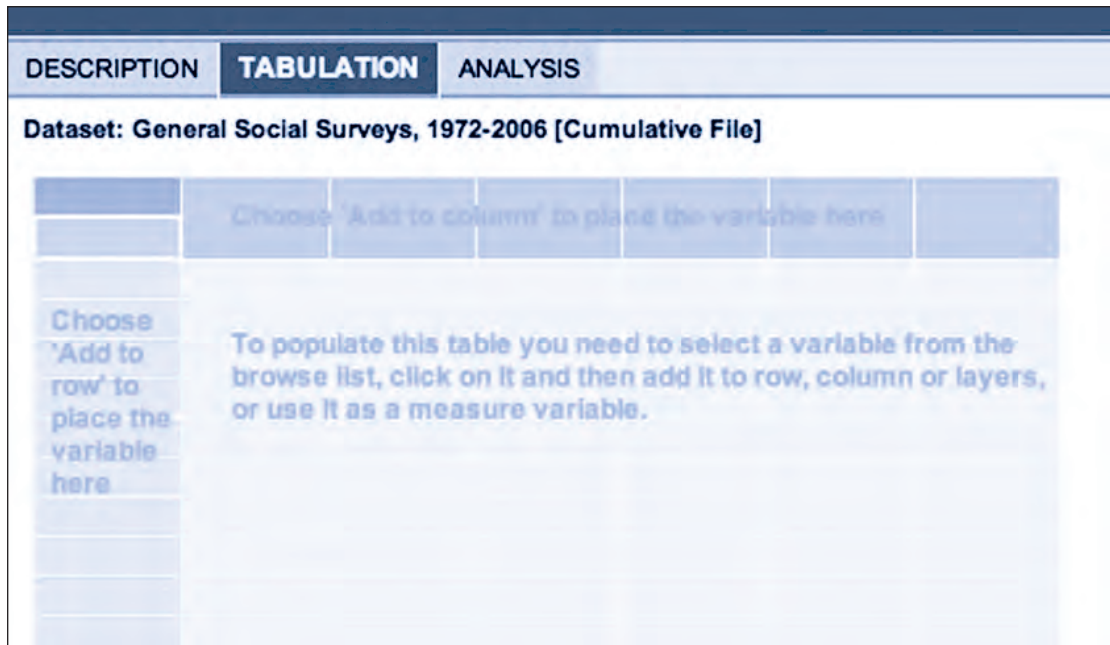 DESCRIPTION TABULATION ANALYSIS
Dataset: General Social Surveys, 1972-2006 [Cumulative File]
Choose 'Add to column' to place the variable here
Choose
'Add to
row' to
place the
variable
here
To populate this table you need to select a variable from the
browse list, click on it and then add it to row, column or layers,
or use it as a measure variable.